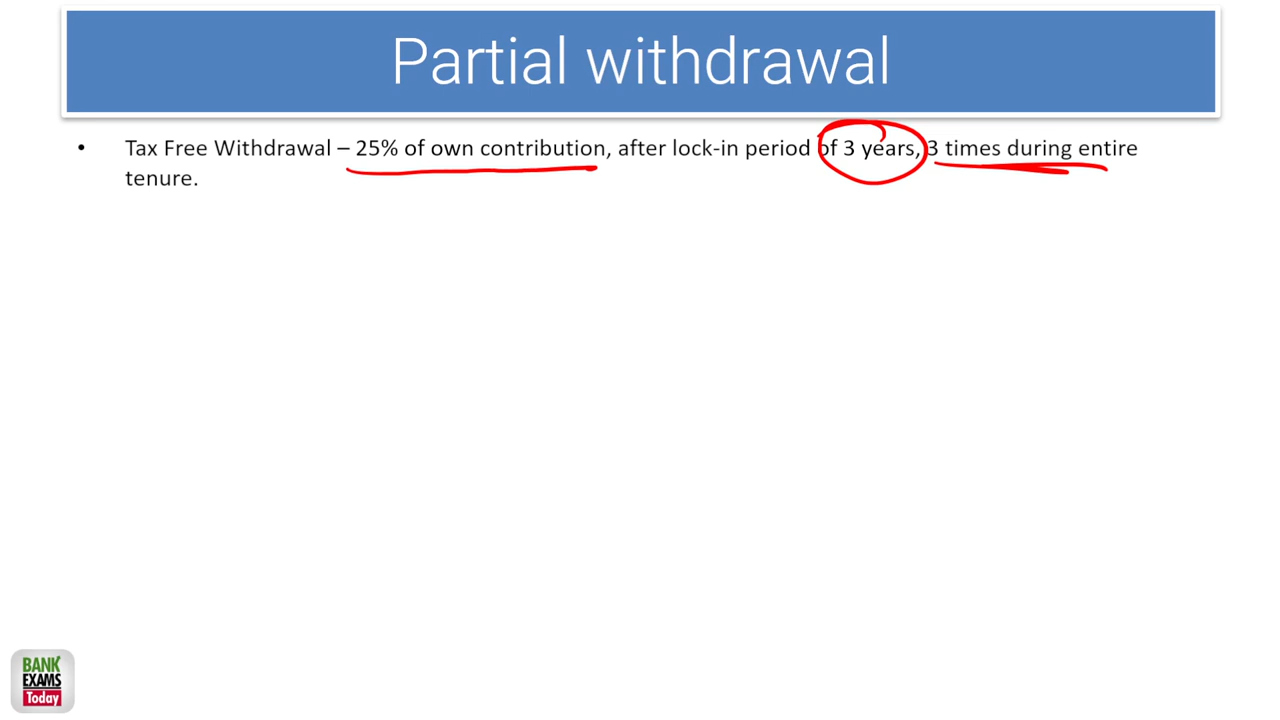 Partial withdrawal
• Tax Free Withdrawal – 25% of own contribution, after lock-in period of 3 years, 3 times during entire
tenure.
BANK
EXAMS
Today